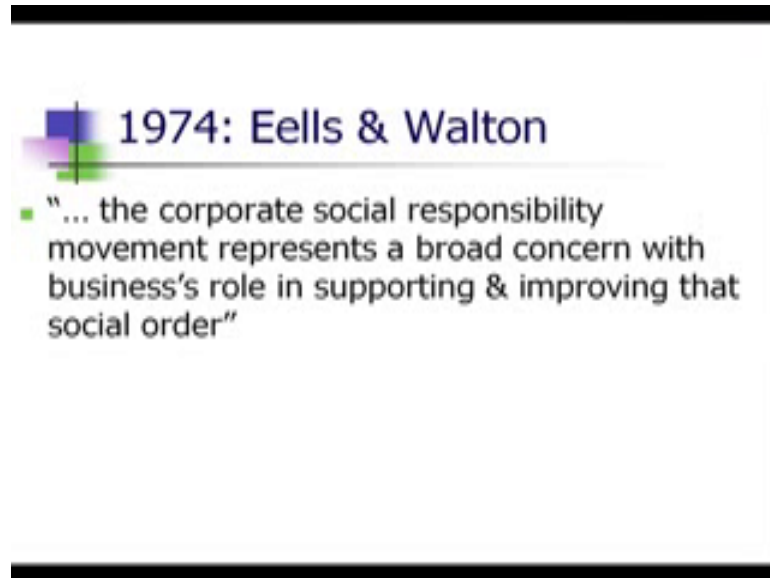 1974: Eells & Walton
"... the corporate social responsibility
movement represents a broad concern with
business's role in supporting & improving that
social order"